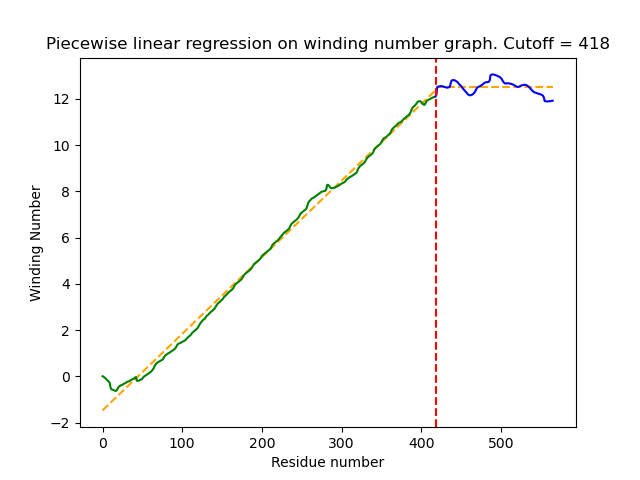 Piecewise linear regression on winding number graph. Cutoff = 418
Winding Number
12
10
8
6
4
2
0
−2
0 100 200 300 400 500
Residue number